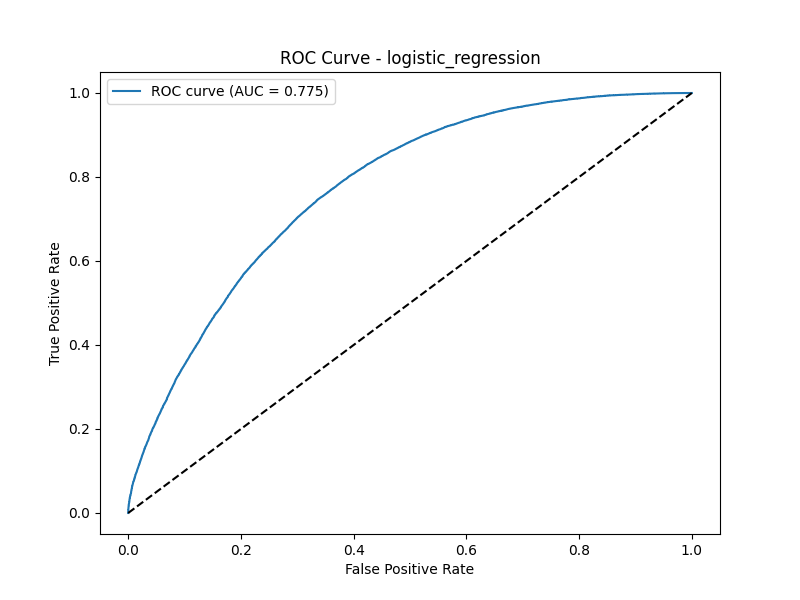 ROC Curve - logistic_regression
ROC curve (AUC = 0.775)
1.0
0.8
0.6
0.4
0.2
0.0
True Positive Rate
0.0 0.2 0.4 0.6 0.8 1.0
False Positive Rate